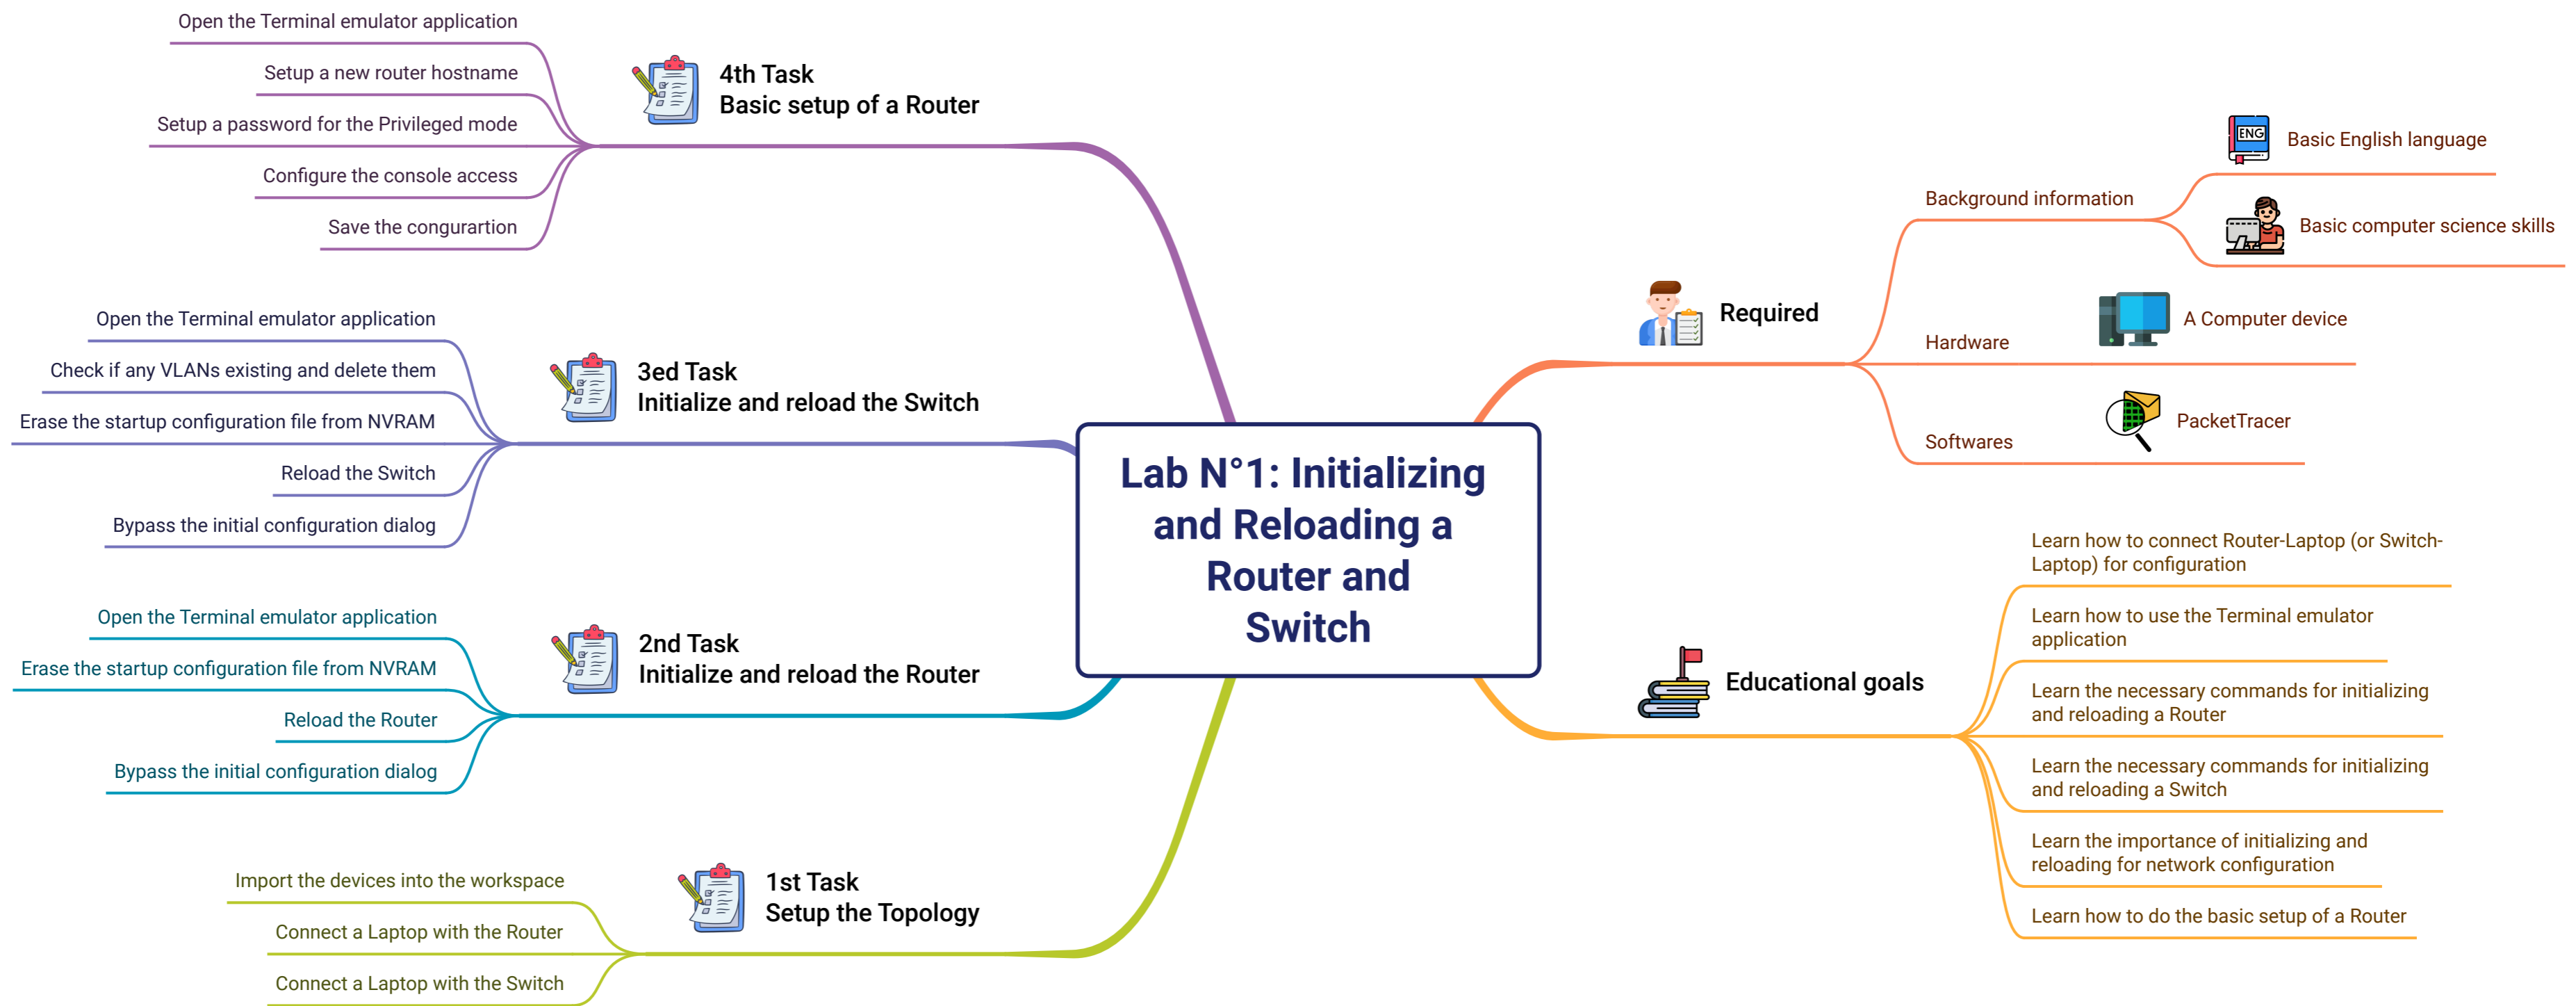 Lab N°1: Initializing
and Reloading a
Router and
Switch
Required
Background information
ENG
Basic English language
Basic computer science skills
Hardware
A Computer device
Softwares
PacketTracer
Educational goals
Learn how to connect Router-Laptop (or Switch-
Laptop) for configuration
Learn how to use the Terminal emulator
application
Learn the necessary commands for initializing
and reloading a Router
Learn the necessary commands for initializing
and reloading a Switch
Learn the importance of initializing and
reloading for network configuration
Learn how to do the basic setup of a Router
1st Task
Setup the Topology
Import the devices into the workspace
Connect a Laptop with the Router
Connect a Laptop with the Switch
2nd Task
Initialize and reload the Router
Open the Terminal emulator application
Erase the startup configuration file from NVRAM
Reload the Router
Bypass the initial configuration dialog
3ed Task
Initialize and reload the Switch
Open the Terminal emulator application
Check if any VLANs existing and delete them
Erase the startup configuration file from NVRAM
Reload the Switch
Bypass the initial configuration dialog
4th Task
Basic setup of a Router
Open the Terminal emulator application
Setup a new router hostname
Setup a password for the Privileged mode
Configure the console access
Save the congurartion